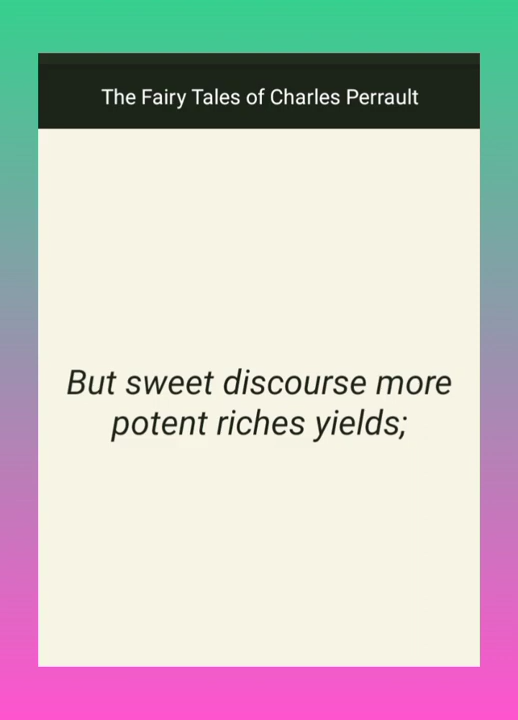 The Fairy Tales of Charles Perrault
But sweet discourse more
potent riches yields;